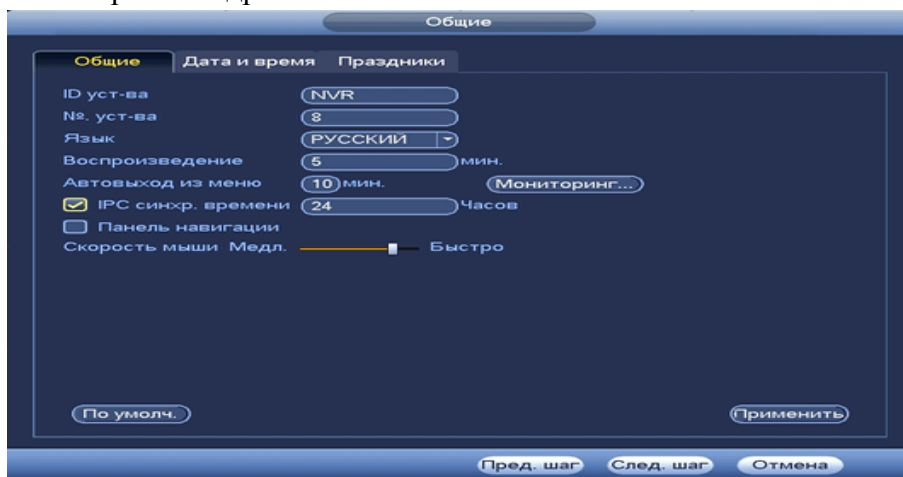 Общие
Общие Дата и время Праздники
ID уст-ва NVR
№. уст-ва 8
Язык РУССКИЙ
Воспроизведение 5 мин.
Автовыход из меню 10 мин. Мониторинг...
IPC синхр. времени 24 Часов
Панель навигации
Скорость мыши Медл. Быстро
По умолч. Применить
Пред. шаг След. шаг Отмена